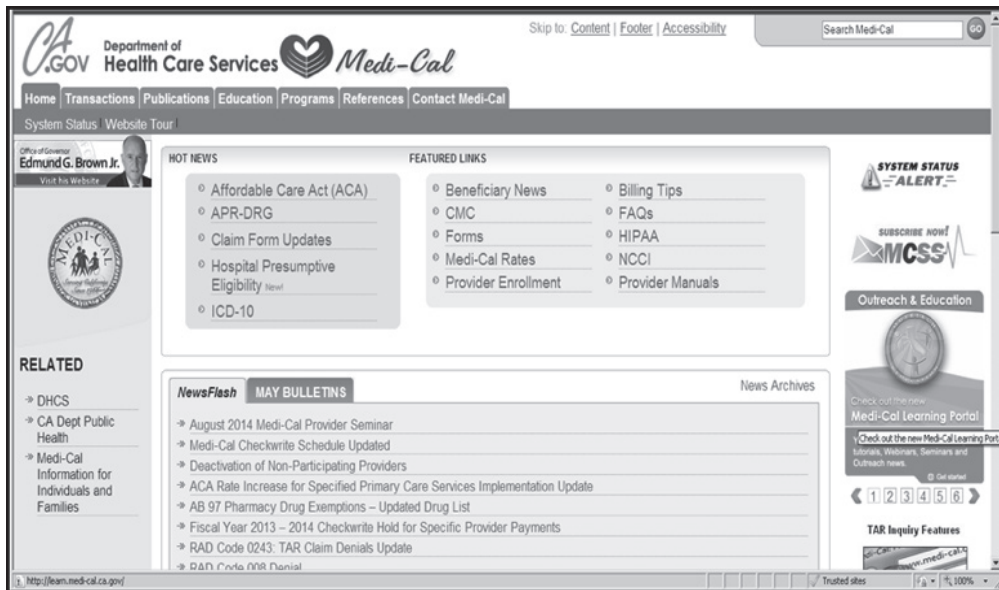 CA
.GOV
Department of
Health Care Services
Medi-Cal
Skip to: Content | Footer | Accessibility
Search Medi-Cal
GO
Home
Transactions
Publications
Education
Programs
References
Contact Medi-Cal
System Status
Website Tour
Office of Governor
Edmund G. Brown Jr.
Visit his Website
MEDI-CAL
RELATED
DHCS
CA Dept Public
Health
Medi-Cal
Information for
Individuals and
Families
HOT NEWS
Affordable Care Act (ACA)
APR-DRG
Claim Form Updates
Hospital Presumptive
Eligibility New!
ICD-10
FEATURED LINKS
Beneficiary News
CMC
Forms
Medi-Cal Rates
Provider Enrollment
Billing Tips
FAQs
HIPAA
NCCI
Provider Manuals
NewsFlash
MAY BULLETINS
News Archives
August 2014 Medi-Cal Provider Seminar
Medi-Cal Checkwrite Schedule Updated
Deactivation of Non-Participating Providers
ACA Rate Increase for Specified Primary Care Services Implementation Update
AB 97 Pharmacy Drug Exemptions – Updated Drug List
Fiscal Year 2013 – 2014 Checkwrite Hold for Specific Provider Payments
RAD Code 0243: TAR Claim Denials Update
RAD Code 008 Denial
SYSTEM STATUS
ALERT
SUBSCRIBE NOW!
MCSS
Outreach & Education
Check out the new
Medi-Cal Learning Portal
Check out the new Medi-Cal Learning Port
tutorials, Webinars, Seminars and
Outreach news.
Get started
1 2 3 4 5 6
TAR Inquiry Features
www.medi-cal.c
http://learn.medi-cal.ca.gov/
Trusted sites
100%